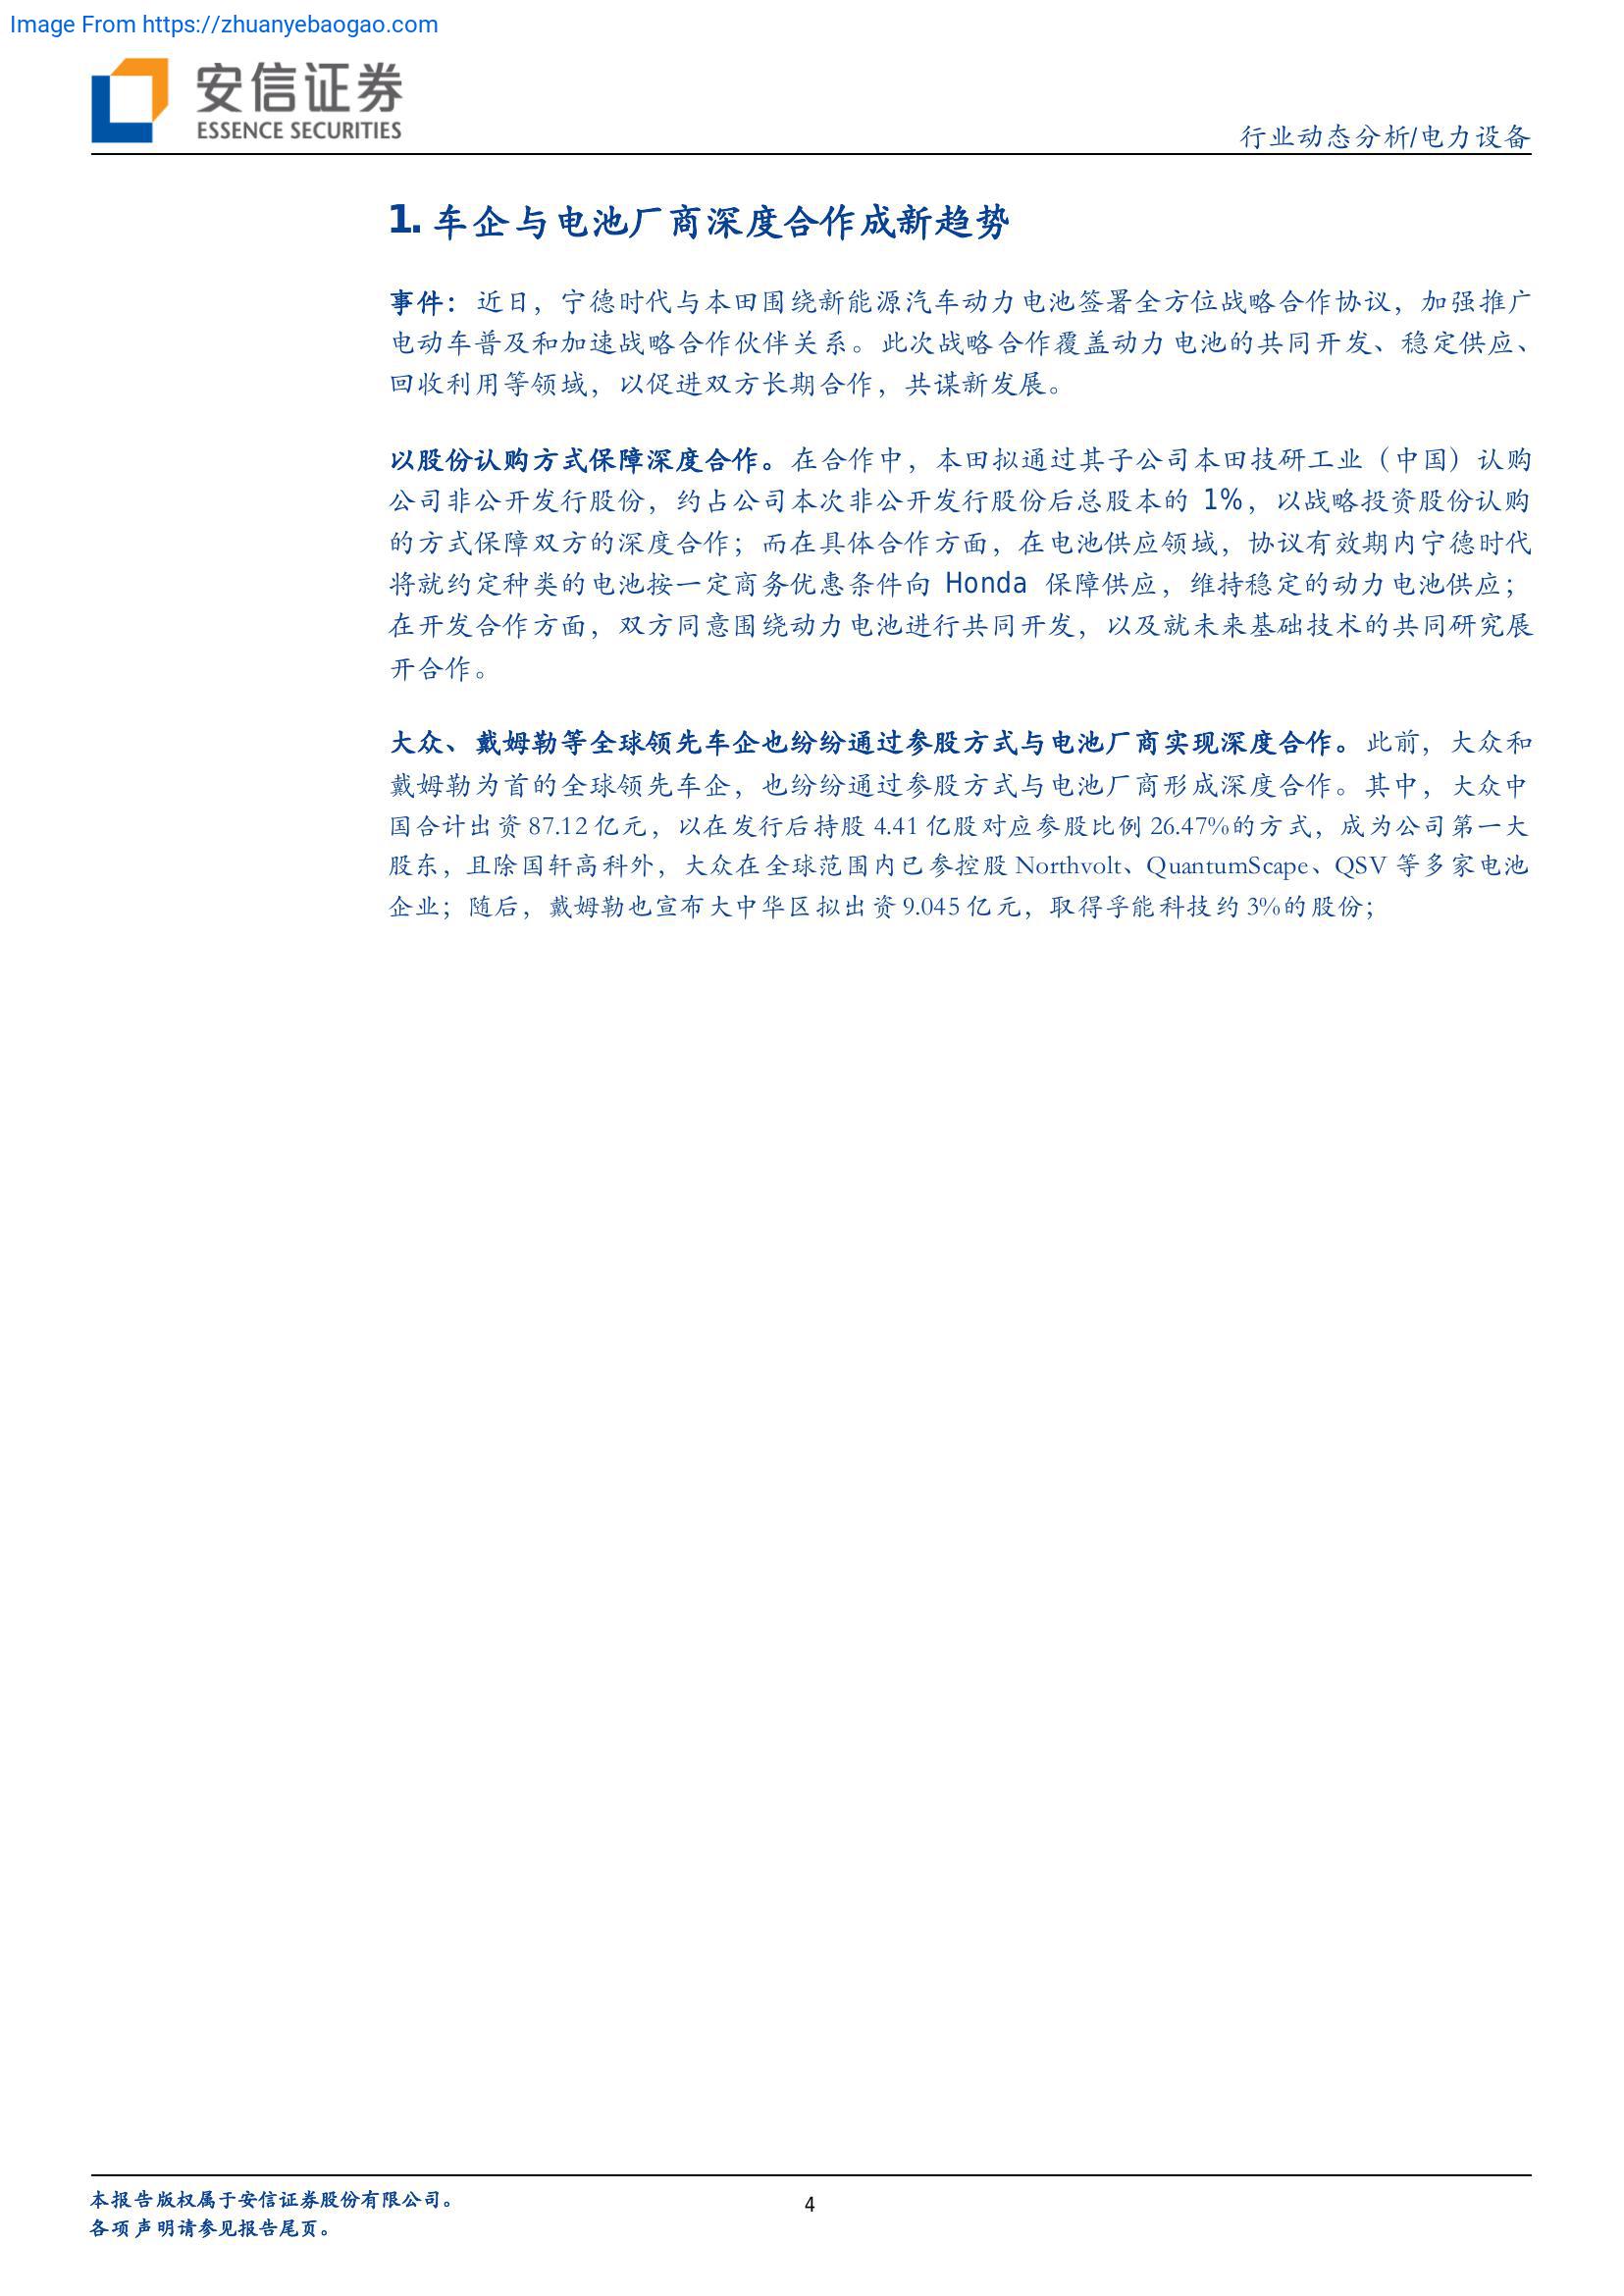 Image From https://zhuanyebaogao.com
安信证券
ESSENCE SECURITIES
行业动态分析/电力设备
1. 车企与电池厂商深度合作成新趋势
事件：近日，宁德时代与本田围绕新能源汽车动力电池签署全方位战略合作协议，加强推广
电动车普及和加速战略合作伙伴关系。此次战略合作覆盖动力电池的共同开发、稳定供应、
回收利用等领域，以促进双方长期合作，共谋新发展。
以股份认购方式保障深度合作。在合作中，本田拟通过其子公司本田技研工业（中国）认购
公司非公开发行股份，约占公司本次非公开发行股份后总股本的 1%，以战略投资股份认购
的方式保障双方的深度合作；而在具体合作方面，在电池供应领域，协议有效期内宁德时代
将就约定种类的电池按一定商务优惠条件向 Honda 保障供应，维持稳定的动力电池供应；
在开发合作方面，双方同意围绕动力电池进行共同开发，以及就未来基础技术的共同研究展
开合作。
大众、戴姆勒等全球领先车企也纷纷通过参股方式与电池厂商实现深度合作。此前，大众和
戴姆勒为首的全球领先车企，也纷纷通过参股方式与电池厂商形成深度合作。其中，大众中
国合计出资 87.12 亿元，以在发行后持股 4.41 亿股对应参股比例 26.47%的方式，成为公司第一大
股东，且除国轩高科外，大众在全球范围内已参控股 Northvolt、QuantumScape、QSV 等多家电池
企业；随后，戴姆勒也宣布大中华区拟出资 9.045 亿元，取得孚能科技约 3%的股份；
本报告版权属于安信证券股份有限公司。
4
各项声明请参见报告尾页。